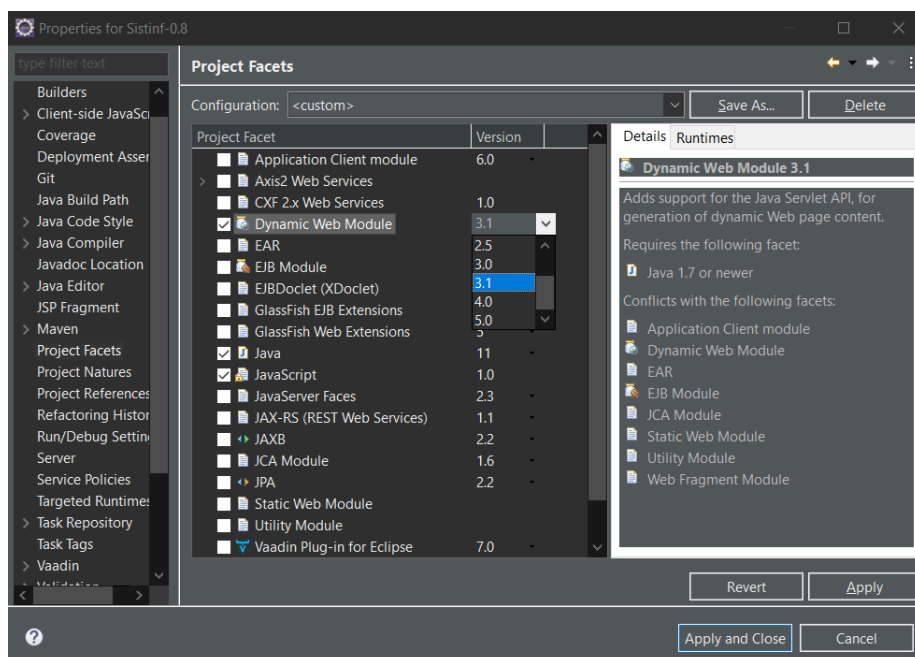 Properties for Sistinf-0.8
type filter text
Builders
Client-side JavaSc
Coverage
Deployment Asser
Git
Java Build Path
Java Code Style
Java Compiler
Javadoc Location
Java Editor
JSP Fragment
Maven
Project Facets
Project Natures
Project References
Refactoring Histor
Run/Debug Settin
Server
Service Policies
Targeted Runtimes
Task Repository
Task Tags
Vaadin
Validation
Project Facets
Configuration: <custom> Save As... Delete
Project Facet Version
Application Client module 6.0
Axis2 Web Services
CXF 2.x Web Services 1.0
Dynamic Web Module 3.1
EAR 2.5
EJB Module 3.0
EJBDoclet (XDoclet) 3.1
GlassFish EJB Extensions 4.0
5.0
GlassFish Web Extensions 5
Java 11
JavaScript 1.0
JavaServer Faces 2.3
JAX-RS (REST Web Services) 1.1
JAXB 2.2
JCA Module 1.6
JPA 2.2
Static Web Module
Utility Module
Vaadin Plug-in for Eclipse 7.0
Details Runtimes
Dynamic Web Module 3.1
Adds support for the Java Servlet API, for
generation of dynamic Web page content.
Requires the following facet:
Java 1.7 or newer
Conflicts with the following facets:
Application Client module
Dynamic Web Module
EAR
EJB Module
JCA Module
Static Web Module
Utility Module
Web Fragment Module
Revert Apply
Apply and Close Cancel